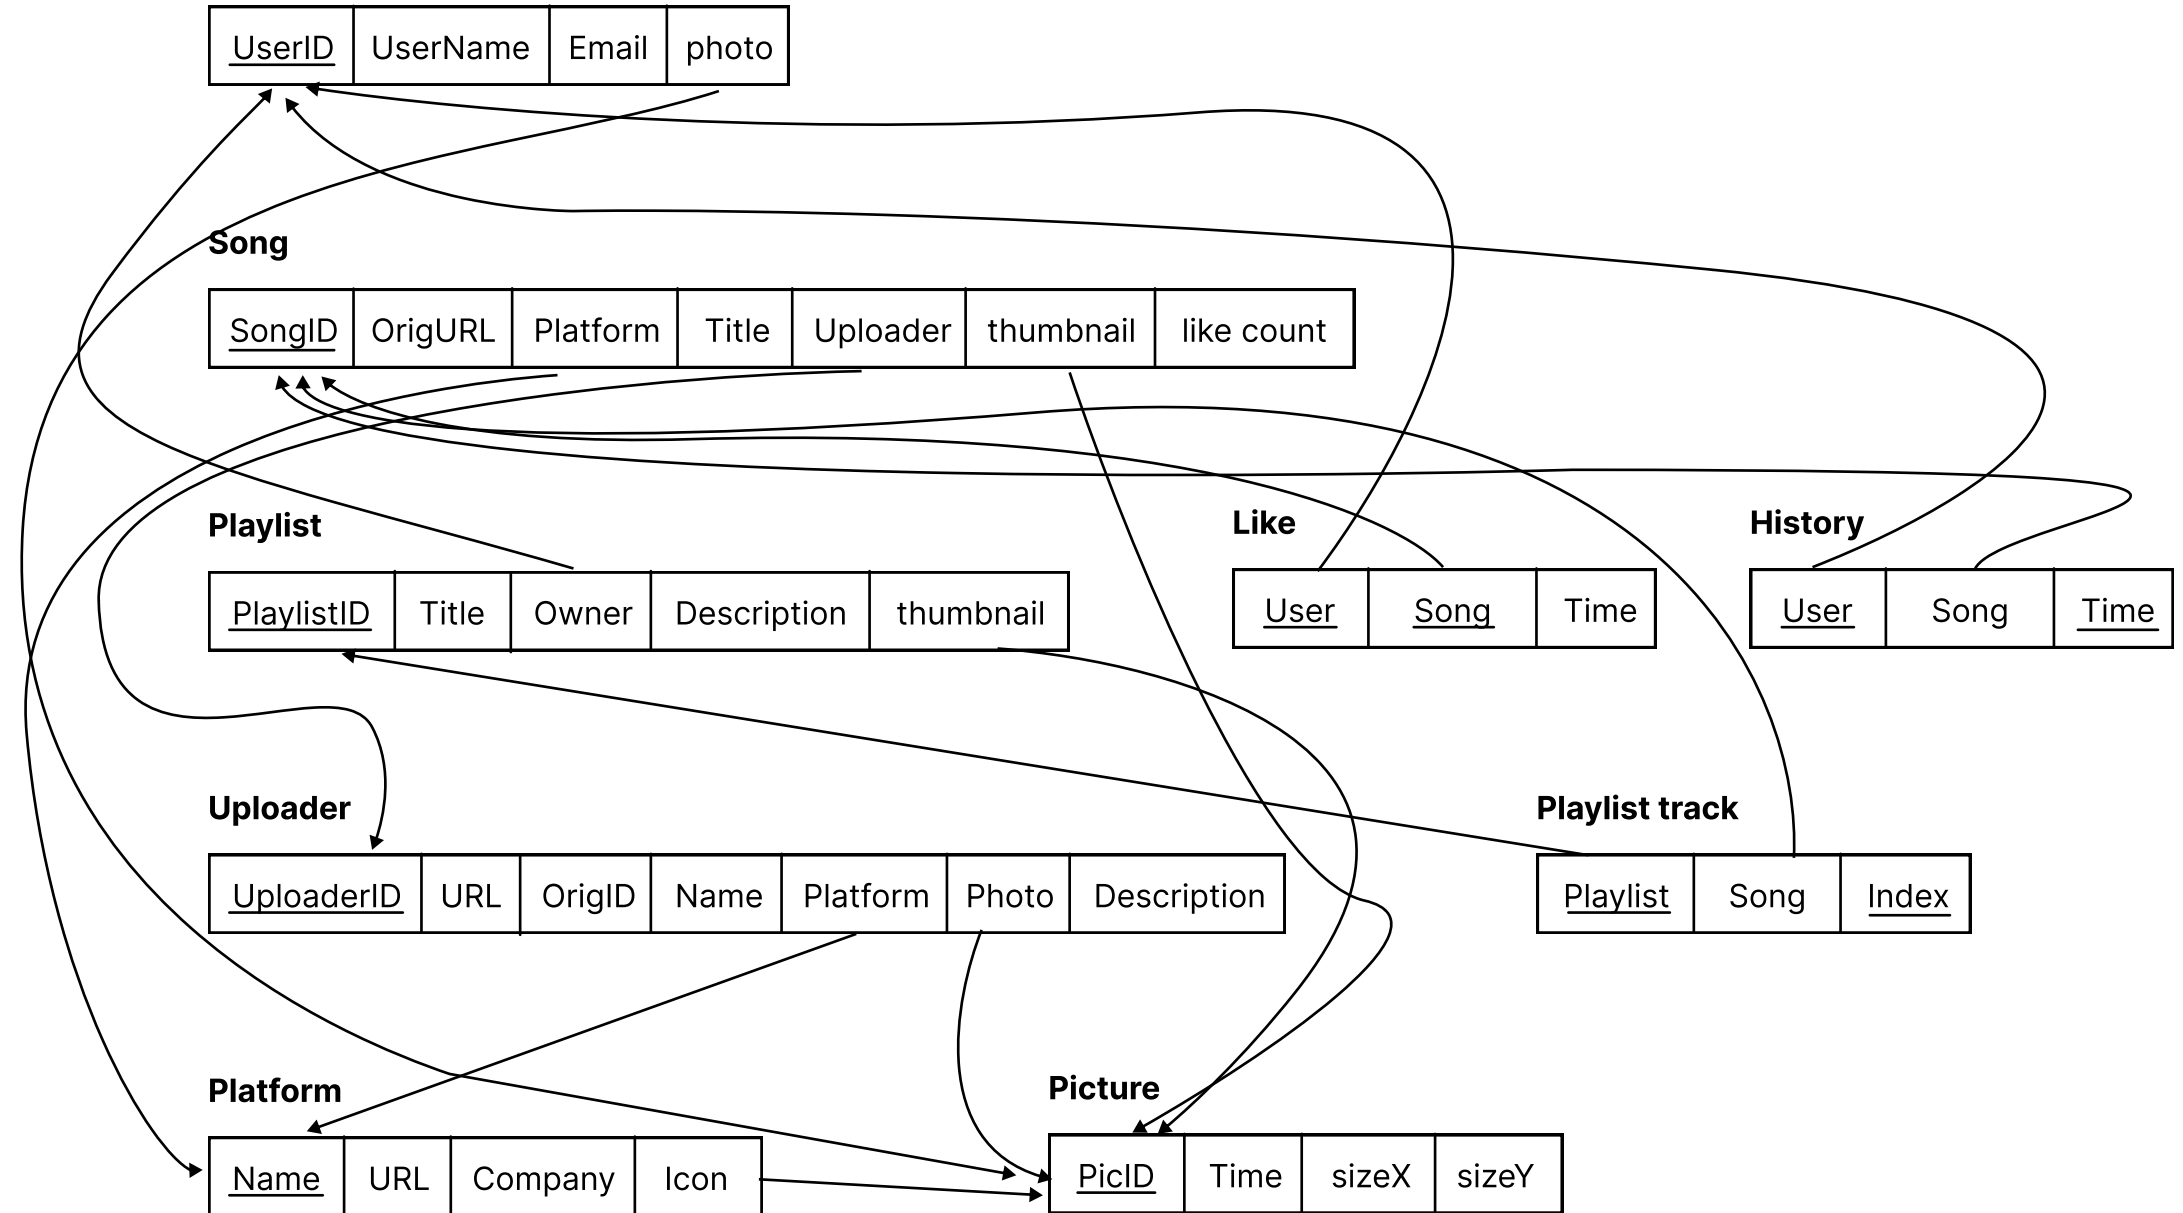 UserID UserName Email photo
Song
SongID OrigURL Platform Title Uploader thumbnail like count
Playlist
PlaylistID Title Owner Description thumbnail
Like
User Song Time
History
User Song Time
Uploader
UploaderID URL OrigID Name Platform Photo Description
Playlist track
Playlist Song Index
Platform
Name URL Company Icon
Picture
PicID Time sizeX sizeY